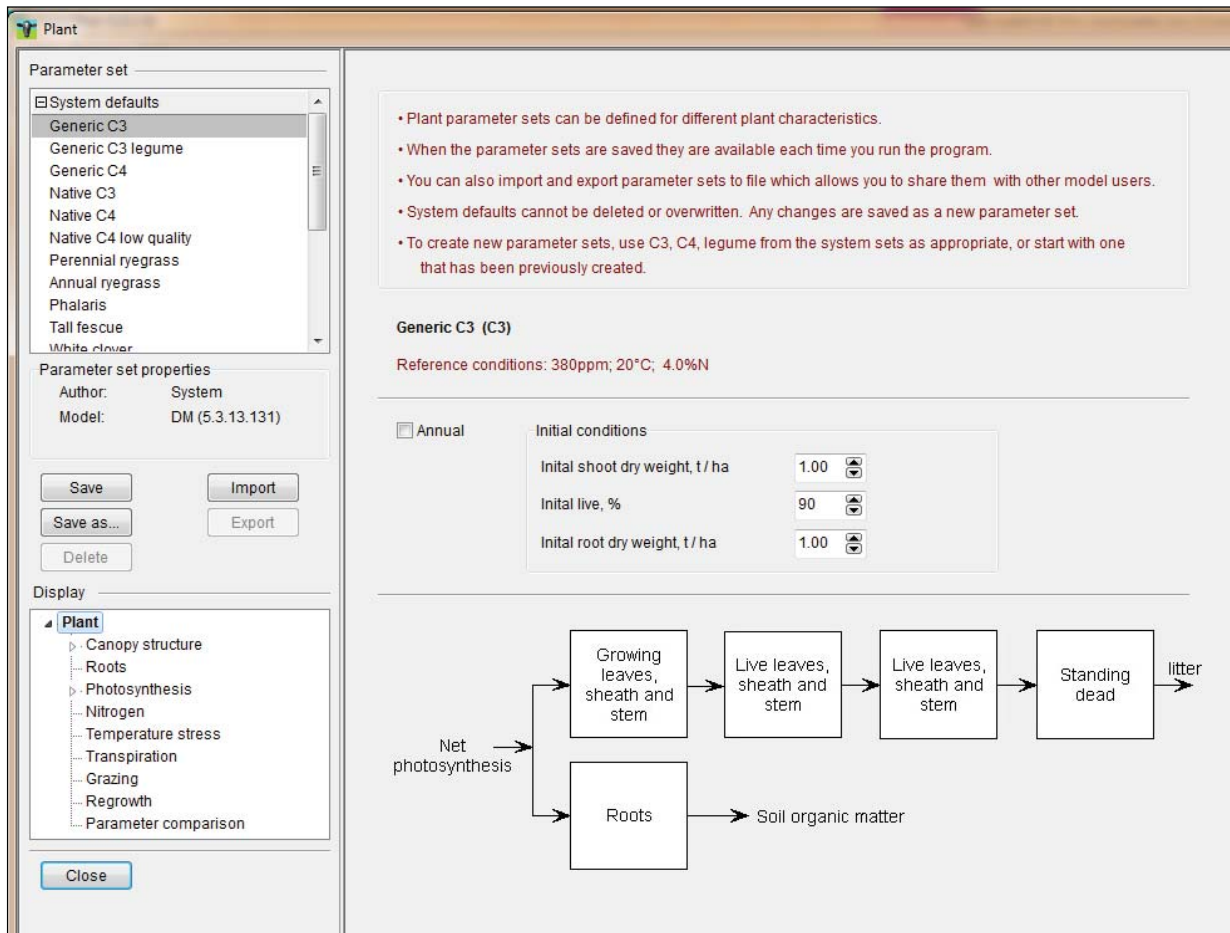 Plant
Parameter set
System defaults
Generic C3
Generic C3 legume
Generic C4
Native C3
Native C4
Native C4 low quality
Perennial ryegrass
Annual ryegrass
Phalaris
Tall fescue
White clover
Parameter set properties
Author: System
Model: DM (5.3.13.131)
Save Import
Save as... Export
Delete
Display
Plant
Canopy structure
Roots
Photosynthesis
Nitrogen
Temperature stress
Transpiration
Grazing
Regrowth
Parameter comparison
Close
• Plant parameter sets can be defined for different plant characteristics.
• When the parameter sets are saved they are available each time you run the program.
• You can also import and export parameter sets to file which allows you to share them with other model users.
• System defaults cannot be deleted or overwritten. Any changes are saved as a new parameter set.
• To create new parameter sets, use C3, C4, legume from the system sets as appropriate, or start with one
that has been previously created.
Generic C3 (C3)
Reference conditions: 380ppm; 20°C; 4.0%N
Annual
Initial conditions
Inital shoot dry weight, t / ha 1.00
Inital live, % 90
Inital root dry weight, t / ha 1.00
Net
photosynthesis
Growing
leaves,
sheath and
stem
Live leaves,
sheath and
stem
Live leaves,
sheath and
stem
Standing
dead
litter
Roots
Soil organic matter